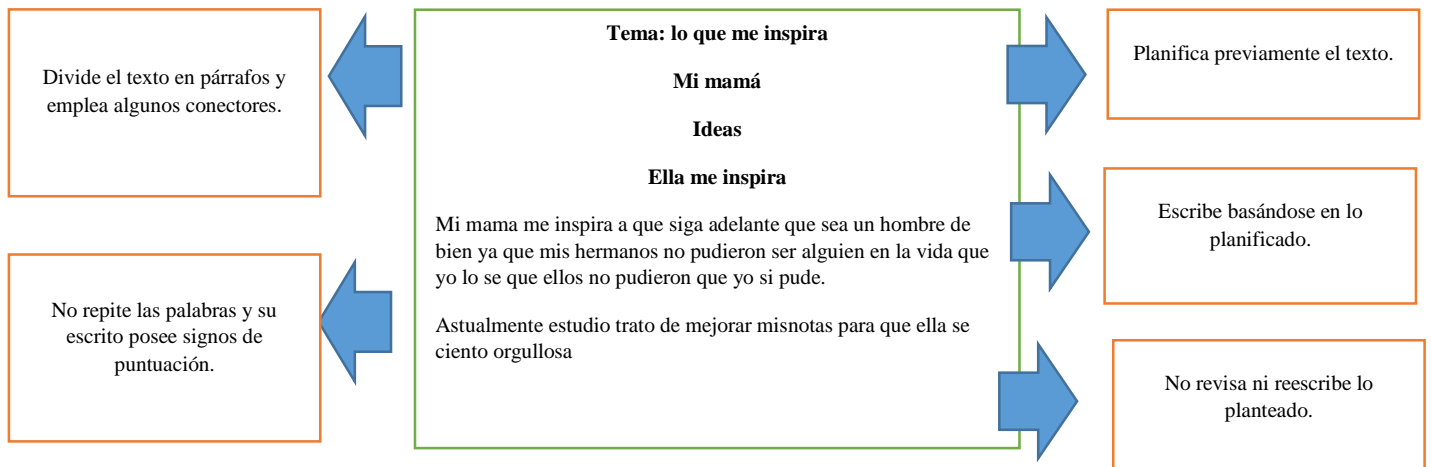 Divide el texto en párrafos y
emplea algunos conectores.
No repite las palabras y su
escrito posee signos de
puntuación.
Tema: lo que me inspira
Mi mamá
Ideas
Ella me inspira
Mi mama me inspira a que siga adelante que sea un hombre de
bien ya que mis hermanos no pudieron ser alguien en la vida que
yo lo se que ellos no pudieron que yo si pude.
Astualmente estudio trato de mejorar misnotas para que ella se
ciento orgullosa
Planifica previamente el texto.
Escribe basándose en lo
planificado.
No revisa ni reescribe lo
planteado.